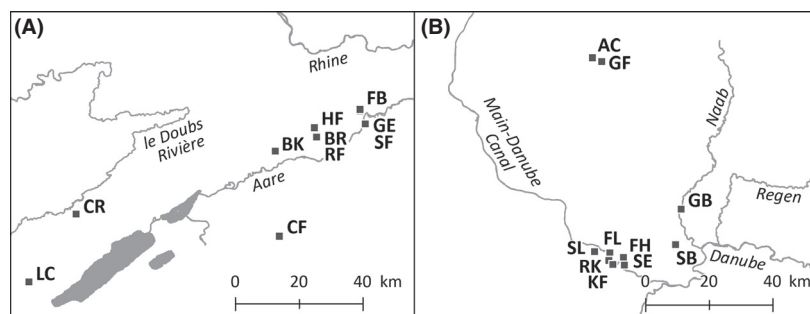 (A)
Rhine
FB
HF
GE
SF
BR
RF
BK
le Doubs
Rivière
Aare
CR
CF
LC
0 20 40 km
(B)
AC
GF
Naab
Main-Danube
Canal
GB
Regen
SL
FL
FH
SE
RK
KF
SB
Danube
0 20 40 km